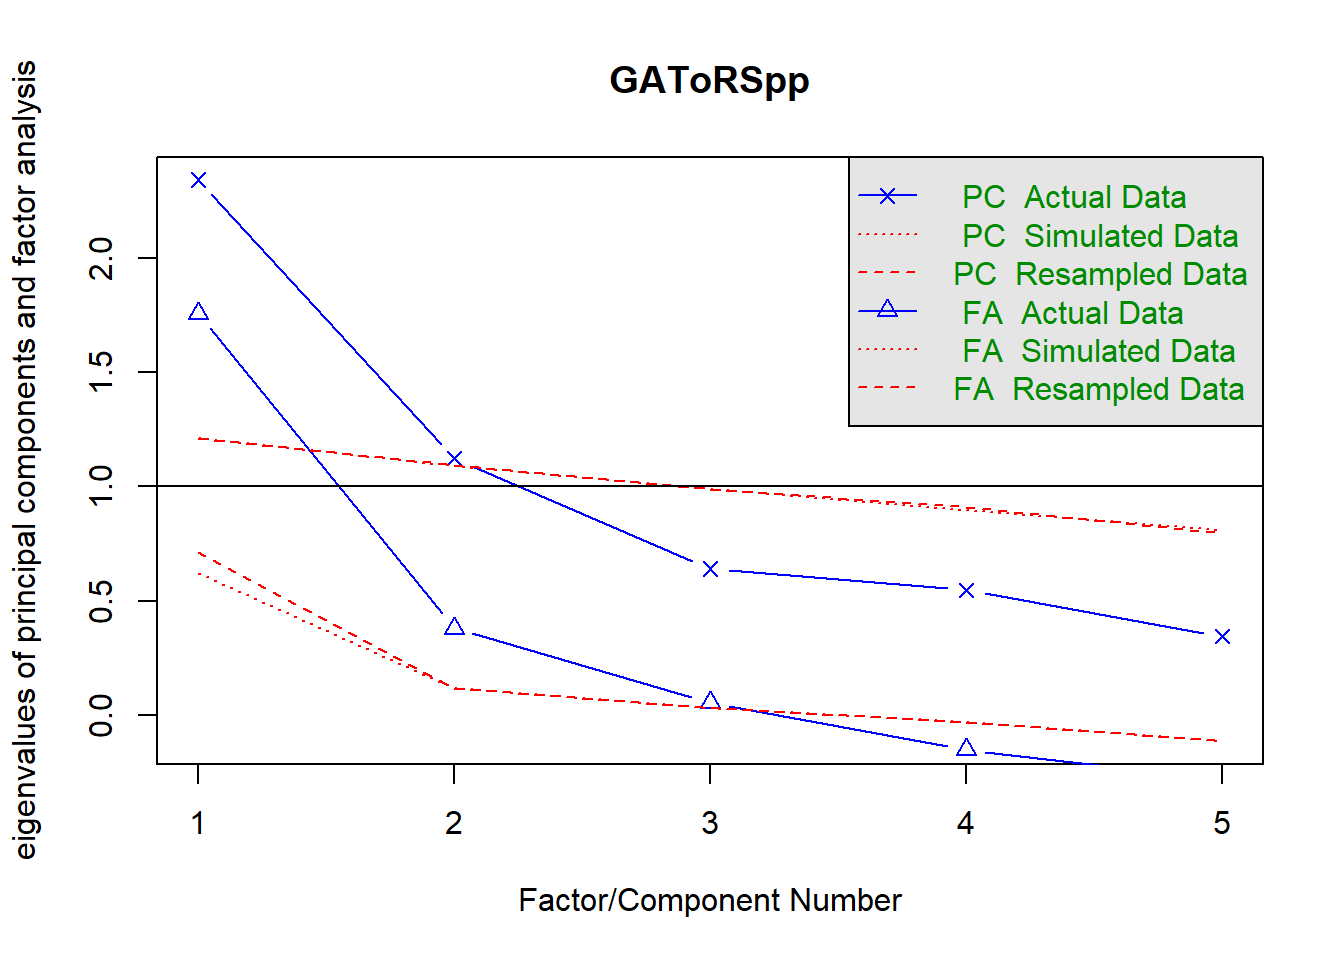 GAToRSpp
eigenvalues of principal components and factor analysis
2.0
1.5
1.0
0.5
0.0
PC Actual Data
PC Simulated Data
PC Resampled Data
FA Actual Data
FA Simulated Data
FA Resampled Data
1 2 3 4 5
Factor/Component Number